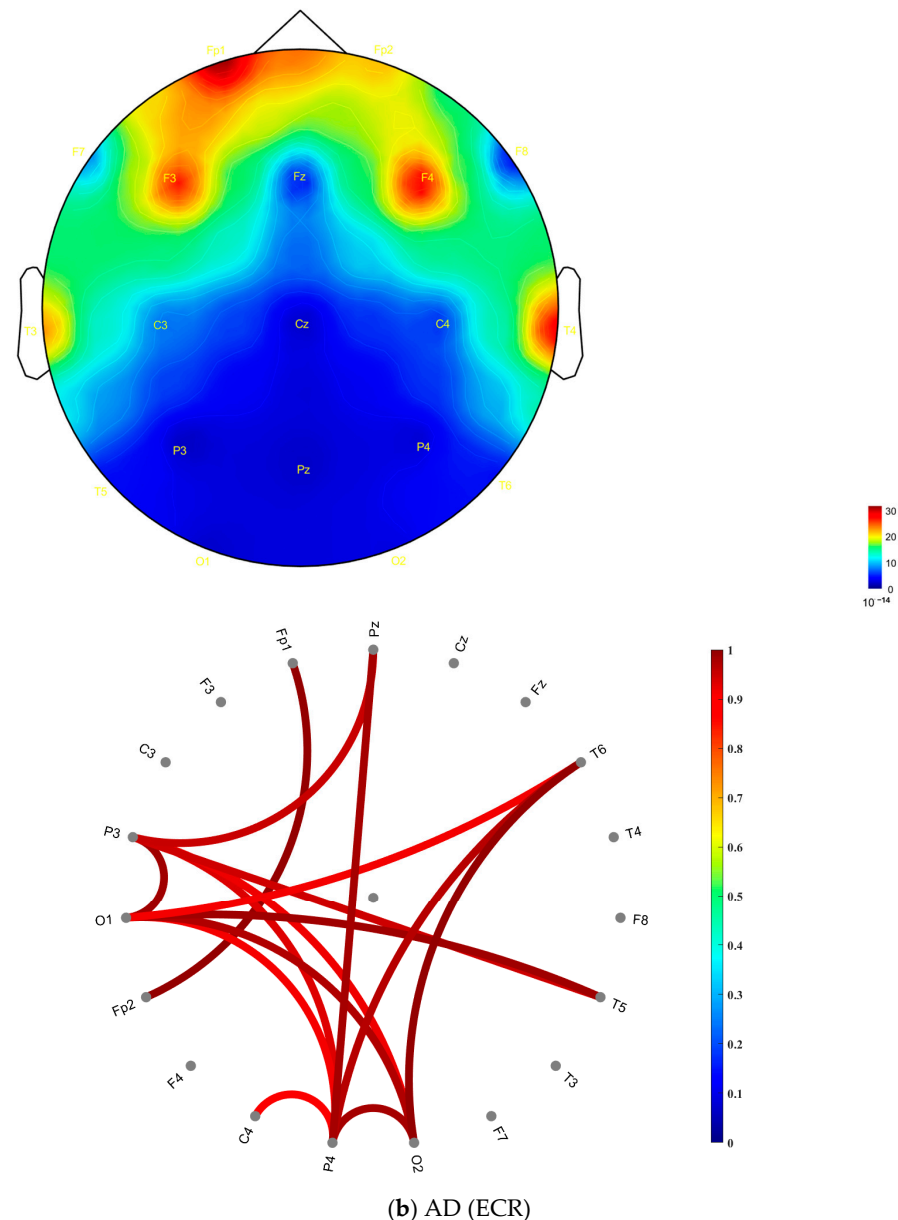 Fp1 Fp2
F7 F8
F3 Fz F4
T3 C3 Cz C4 T4
P3 Pz P4
T5 T6
O1 O2
30
20
10
0
10⁻¹⁴
Fp1 Pz Cz
F3 Fz
C3 T6
P3 T4
O1 F8
Fp2 T5
F4 T3
C4 F7
P4 O2
1
0.9
0.8
0.7
0.6
0.5
0.4
0.3
0.2
0.1
0
(b) AD (ECR)